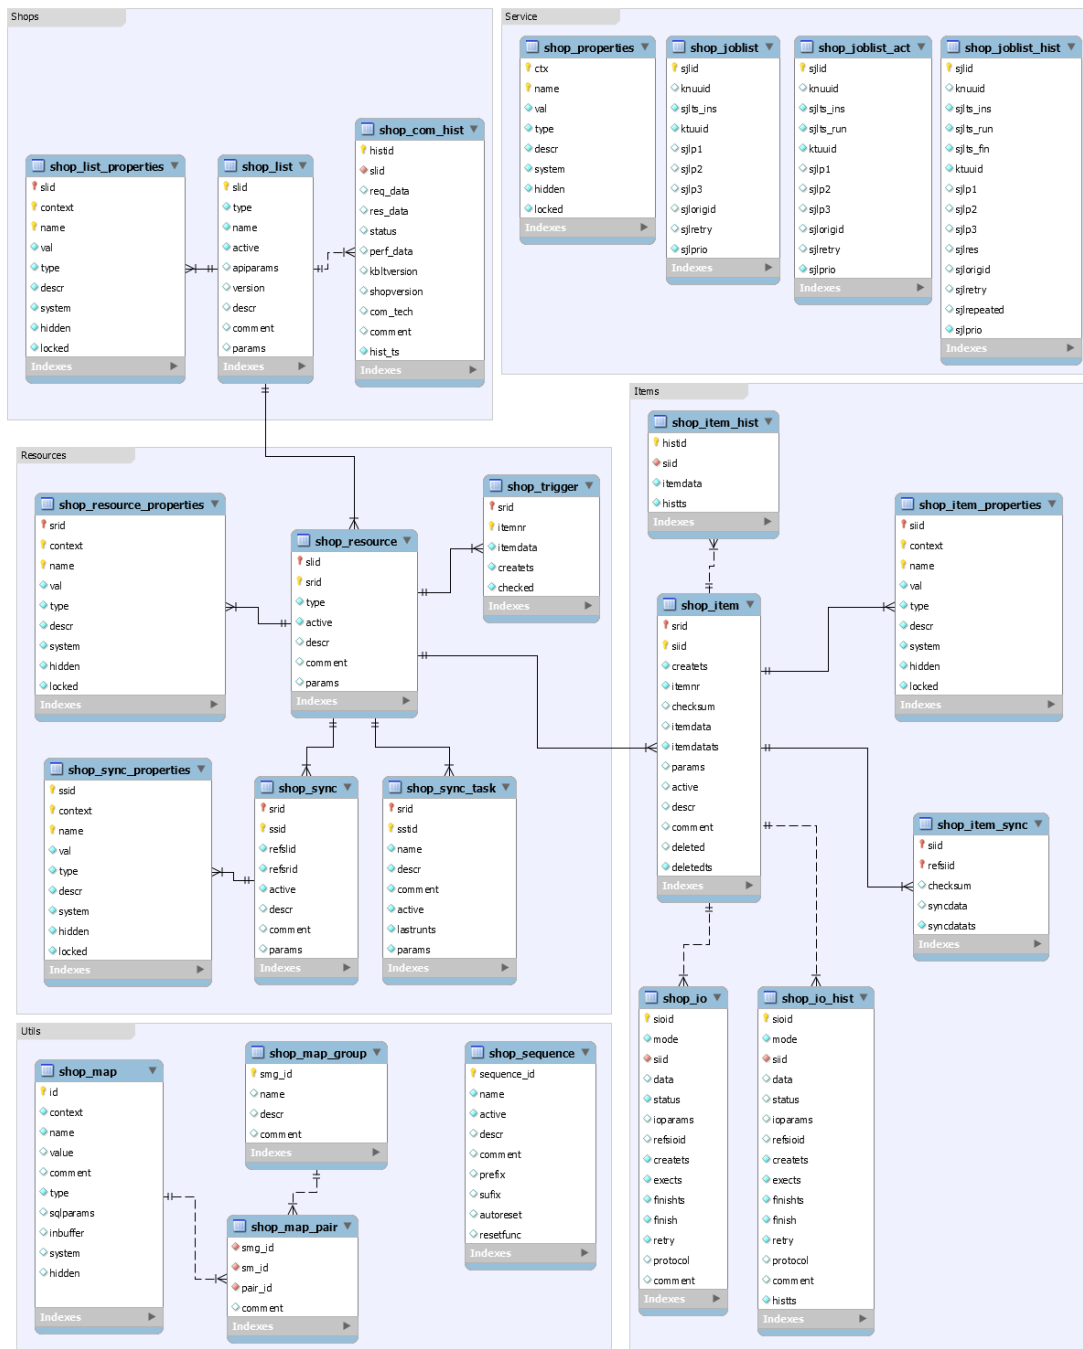 Shops
shop_list_properties
slid
context
name
val
type
descr
system
hidden
locked
Indexes
shop_list
slid
type
name
active
apiparams
version
descr
comment
params
Indexes
shop_com_hist
histid
slid
req_data
res_data
status
perf_data
kbltversion
shopversion
com_tech
comment
hist_ts
Indexes
Service
shop_properties
ctx
name
val
type
descr
system
hidden
locked
Indexes
shop_joblist
sjlid
knuuid
sjlts_ins
ktuuid
sjlp1
sjlp2
sjlp3
sjlorigid
sjlretry
sjlprio
Indexes
shop_joblist_act
sjlid
knuuid
sjlts_ins
sjlts_run
ktuuid
sjlp1
sjlp2
sjlp3
sjlorigid
sjlretry
sjlprio
Indexes
shop_joblist_hist
sjlid
knuuid
sjlts_ins
sjlts_run
sjlts_fin
ktuuid
sjlp1
sjlp2
sjlp3
sjlres
sjlorigid
sjlretry
sjlrepeated
sjlprio
Indexes
Resources
shop_resource_properties
srid
context
name
val
type
descr
system
hidden
locked
Indexes
shop_resource
slid
srid
type
active
descr
comment
params
Indexes
shop_trigger
srid
itemnr
itemdata
createts
checked
Indexes
shop_sync_properties
ssid
context
name
val
type
descr
system
hidden
locked
Indexes
shop_sync
srid
ssid
refslid
refsrid
active
descr
comment
params
Indexes
shop_sync_task
srid
sstid
name
descr
comment
active
lastrunts
params
Indexes
Items
shop_item_hist
histid
siid
itemdata
histts
Indexes
shop_item
srid
siid
createts
itemnr
checksum
itemdata
itemdatats
params
active
descr
comment
deleted
deletedts
Indexes
shop_item_properties
siid
context
name
val
type
descr
system
hidden
locked
Indexes
shop_item_sync
siid
refsiid
checksum
syncdata
syncdatats
Indexes
shop_io
sioid
mode
siid
data
status
ioparams
refsioid
createts
exects
finishts
finish
retry
protocol
comment
Indexes
shop_io_hist
sioid
mode
siid
data
status
ioparams
refsioid
createts
exects
finishts
finish
retry
protocol
comment
histts
Indexes
Utils
shop_map
id
context
name
value
comment
type
sqlparams
inbuffer
system
hidden
Indexes
shop_map_group
smg_id
name
descr
comment
Indexes
shop_map_pair
smg_id
sm_id
pair_id
comment
Indexes
shop_sequence
sequence_id
name
active
descr
comment
prefix
sufix
autoreset
resetfunc
Indexes